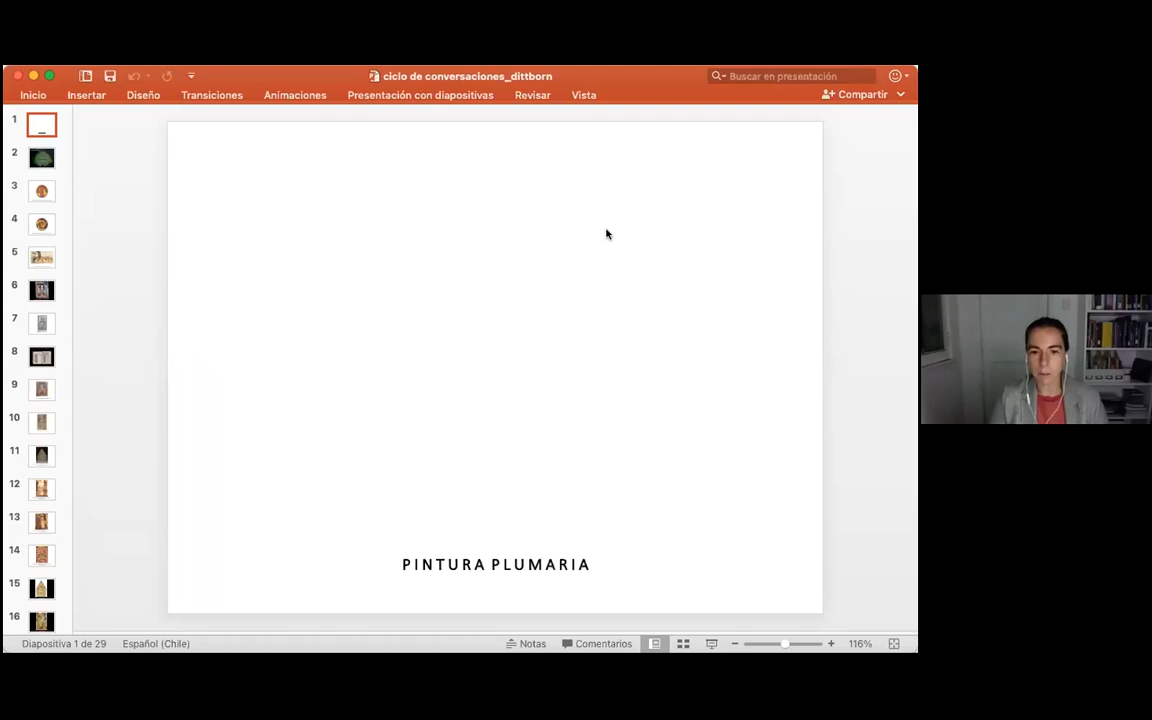 ciclo de conversaciones_dittborn
Buscar en presentación
Inicio Insertar Diseño Transiciones Animaciones Presentación con diapositivas Revisar Vista
Compartir
1
2
3
4
5
6
7
8
9
10
11
12
13
14
15
16
PINTURA PLUMARIA
Diapositiva 1 de 29 Español (Chile) Notas Comentarios 116%